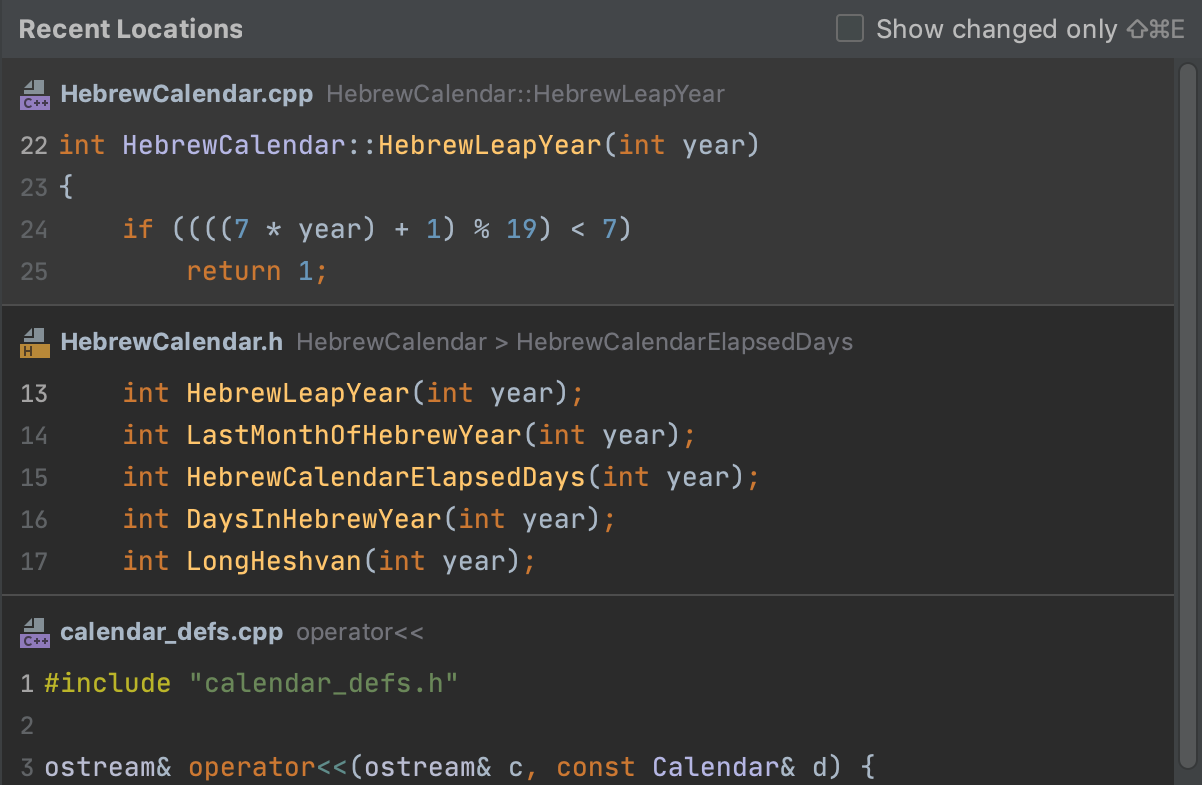 Recent Locations Show changed only ⇧⌘E
C++ HebrewCalendar.cpp HebrewCalendar::HebrewLeapYear
22 int HebrewCalendar::HebrewLeapYear(int year)
23 {
24     if ((((7 * year) + 1) % 19) < 7)
25         return 1;
H HebrewCalendar.h HebrewCalendar > HebrewCalendarElapsedDays
13     int HebrewLeapYear(int year);
14     int LastMonthOfHebrewYear(int year);
15     int HebrewCalendarElapsedDays(int year);
16     int DaysInHebrewYear(int year);
17     int LongHeshvan(int year);
C++ calendar_defs.cpp operator<<
1 #include "calendar_defs.h"
2
3 ostream& operator<<(ostream& c, const Calendar& d) {